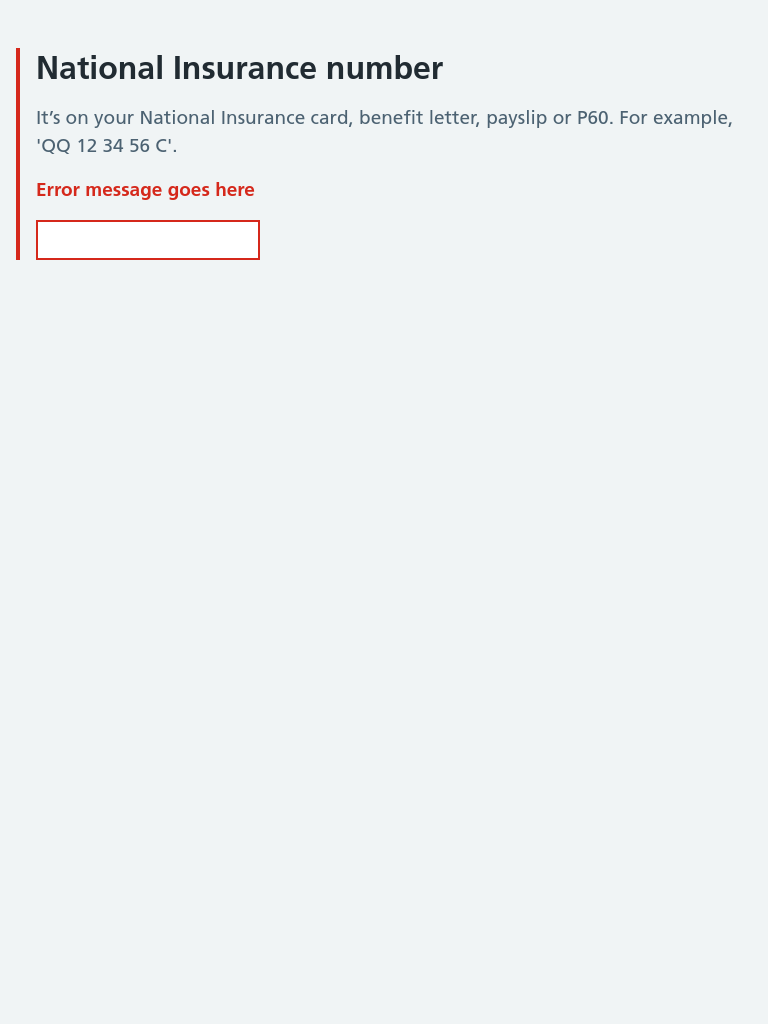 National Insurance number
It’s on your National Insurance card, benefit letter, payslip or P60. For example,
'QQ 12 34 56 C'.
Error message goes here